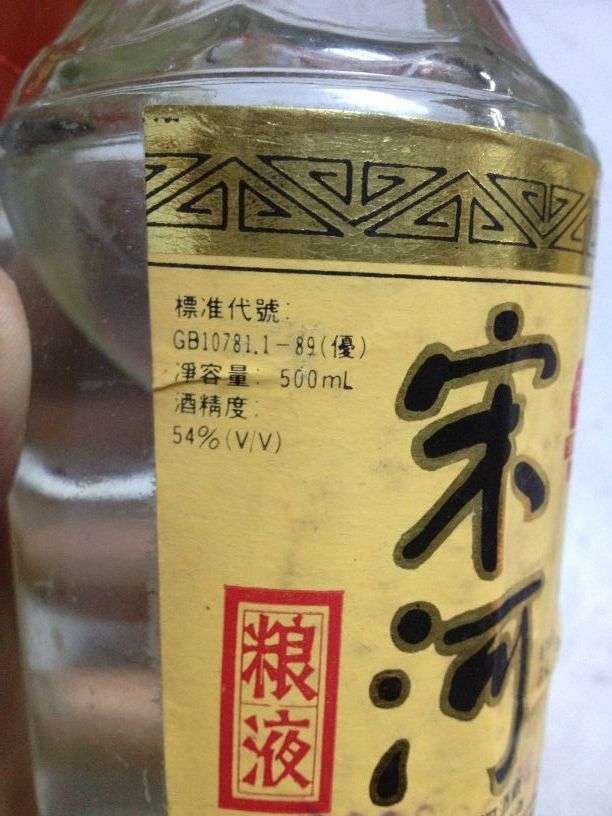 標准代號:
GB10781.1-89(優)
净容量: 500mL
酒精度:
54%(V/V)
宋河
粮液